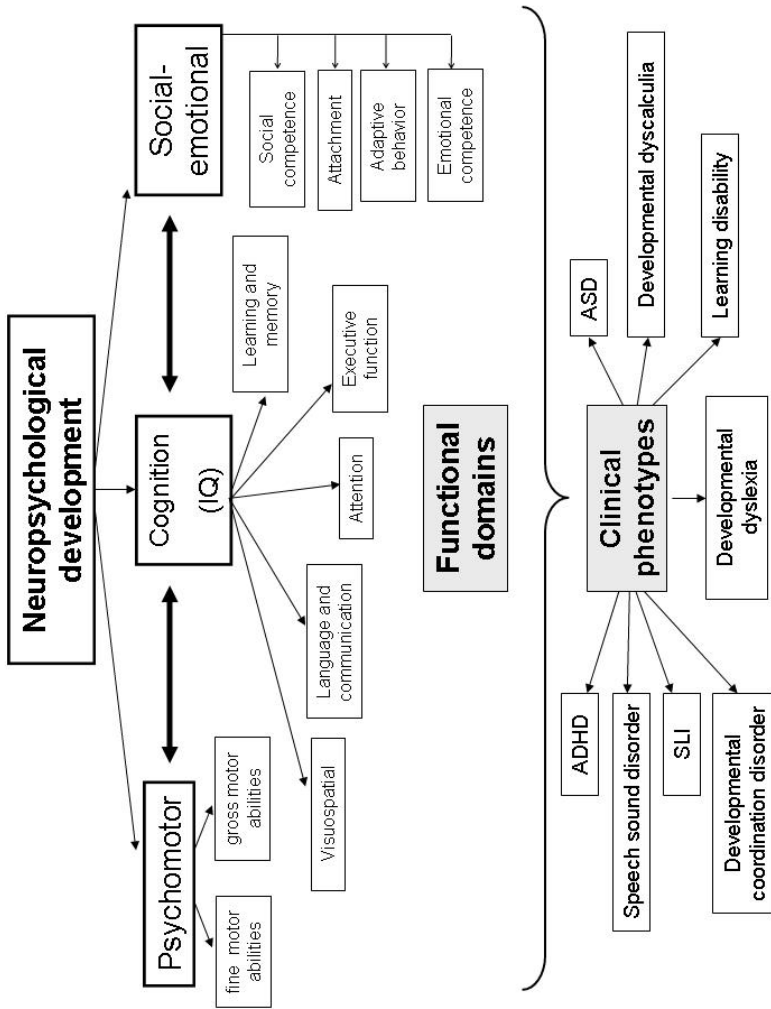 Neuropsychological
development
Psychomotor
Cognition
(IQ)
Social-
emotional
fine motor
abilities
gross motor
abilities
Visuospatial
Language and
communication
Attention
Executive
function
Learning and
memory
Social
competence
Attachment
Adaptive
behavior
Emotional
competence
Functional
domains
Clinical
phenotypes
ADHD
Speech sound disorder
SLI
Developmental
coordination disorder
Developmental
dyslexia
ASD
Developmental dyscalculia
Learning disability